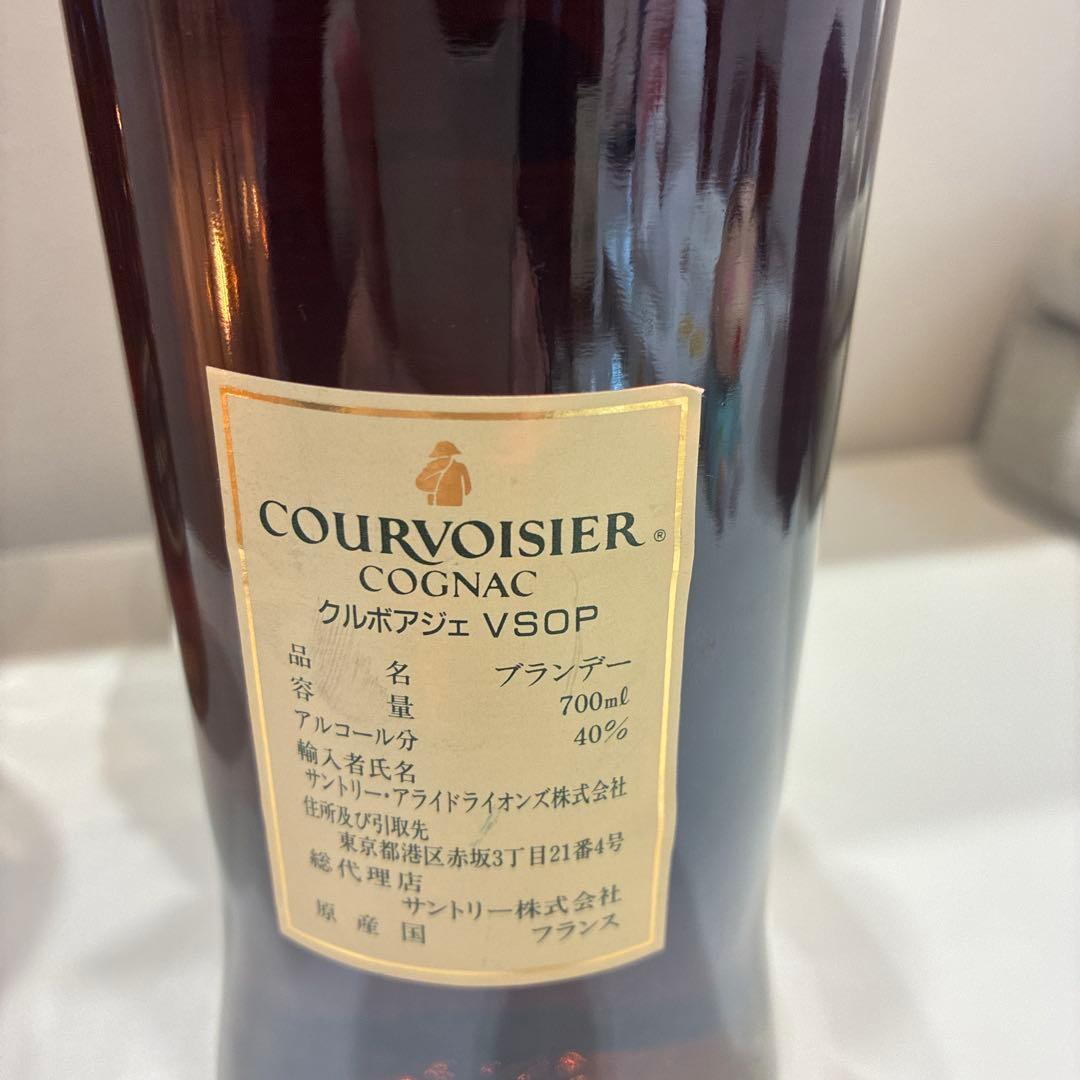 COURVOISIER ®
COGNAC
クルボアジェ VSOP
品名 ブランデー
容量 700mℓ
アルコール分 40%
輸入者氏名
サントリー・アライドライオンズ株式会社
住所及び引取先
東京都港区赤坂3丁目21番4号
総代理店
サントリー株式会社
原産国 フランス